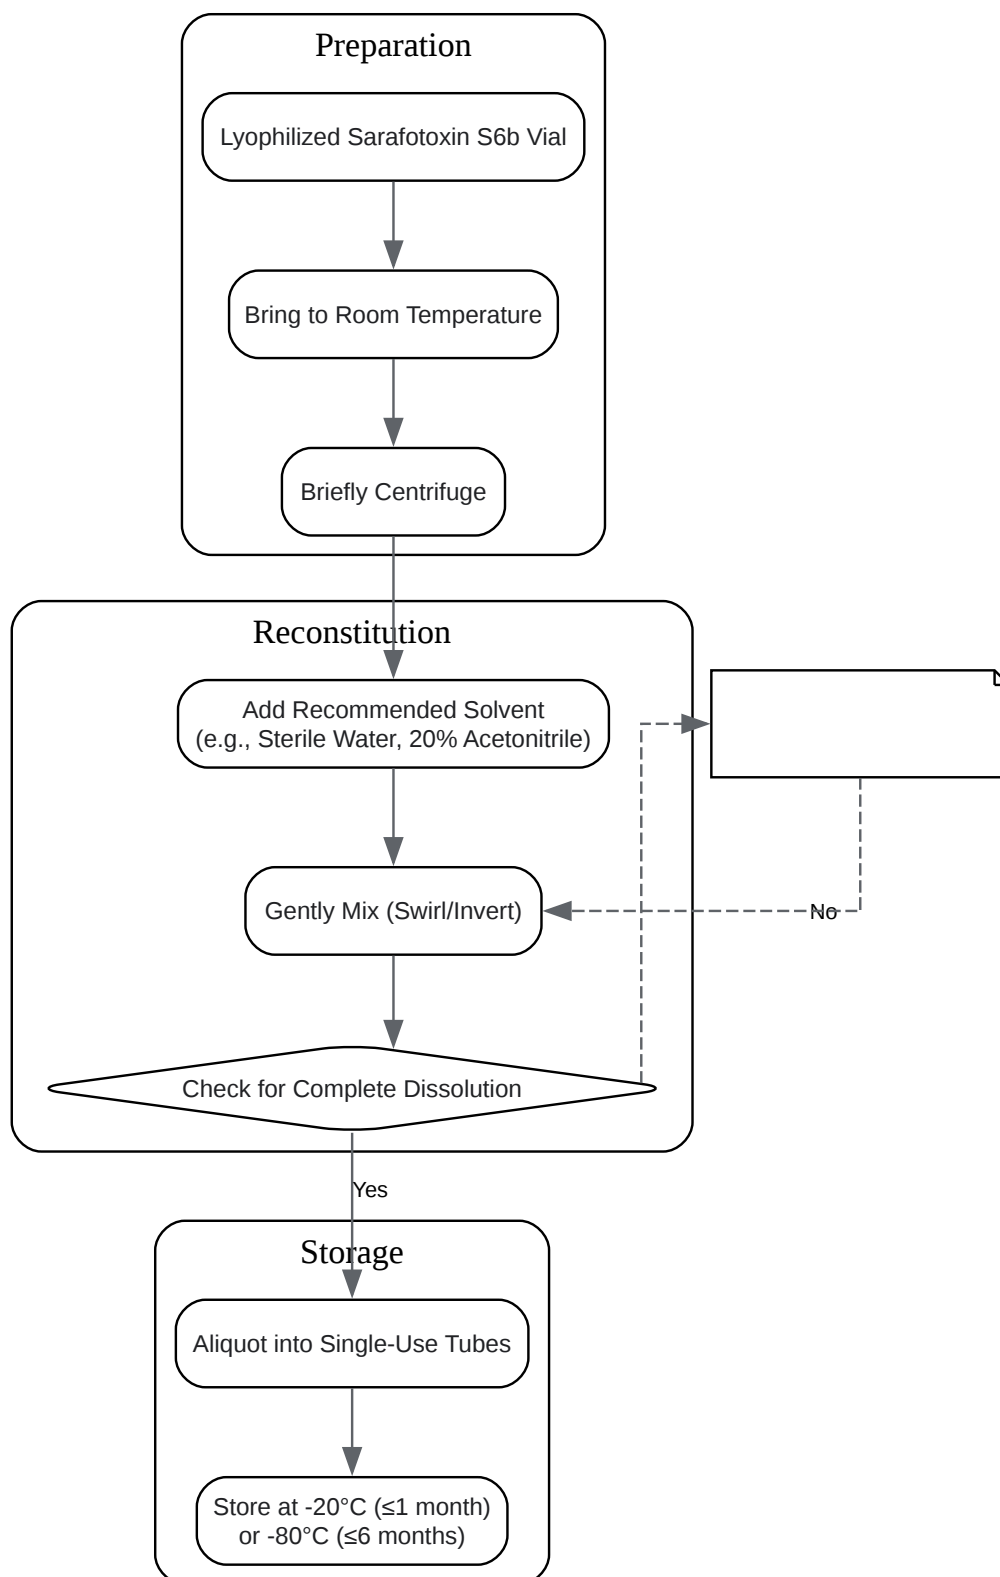 Preparation
Lyophilized Sarafotoxin S6b Vial
Bring to Room Temperature
Briefly Centrifuge
Reconstitution
Add Recommended Solvent
(e.g., Sterile Water, 20% Acetonitrile)
Gently Mix (Swirl/Invert)
No
Check for Complete Dissolution
Yes
Storage
Aliquot into Single-Use Tubes
Store at -20°C (≤1 month)
or -80°C (≤6 months)